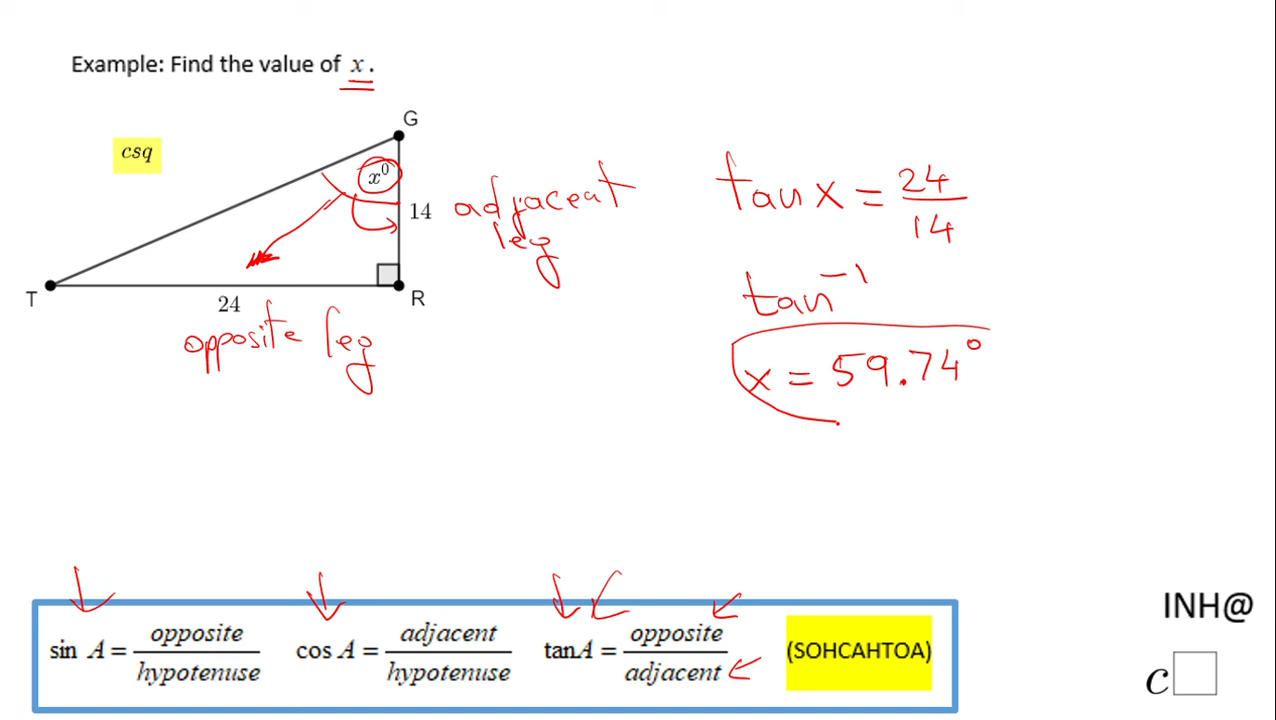 Example: Find the value of x.
G
csq
x⁰
14
adjacent
leg
T
24
R
opposite leg
tan x = 24/14
tan⁻¹
x = 59.74°
sin A = opposite/hypotenuse cos A = adjacent/hypotenuse tanA = opposite/adjacent (SOHCAHTOA)
INH@
c□